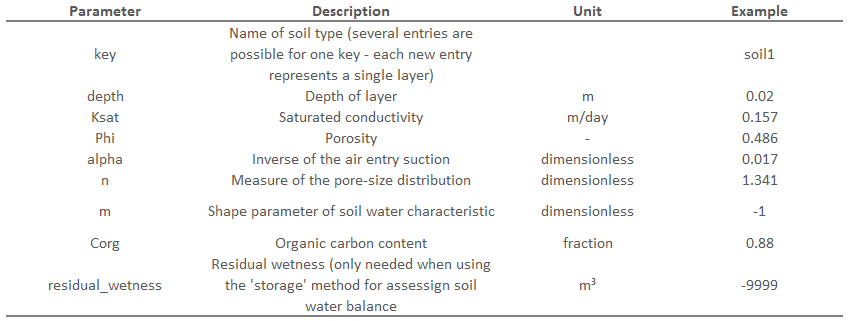 Parameter Description Unit Example
Name of soil type (several entries are
key possible for one key - each new entry soil1
represents a single layer)
depth Depth of layer m 0.02
Ksat Saturated conductivity m/day 0.157
Phi Porosity - 0.486
alpha Inverse of the air entry suction dimensionless 0.017
n Measure of the pore-size distribution dimensionless 1.341
m Shape parameter of soil water characteristic dimensionless -1
Corg Organic carbon content fraction 0.88
Residual wetness (only needed when using
residual_wetness the 'storage' method for assessign soil m³ -9999
water balance